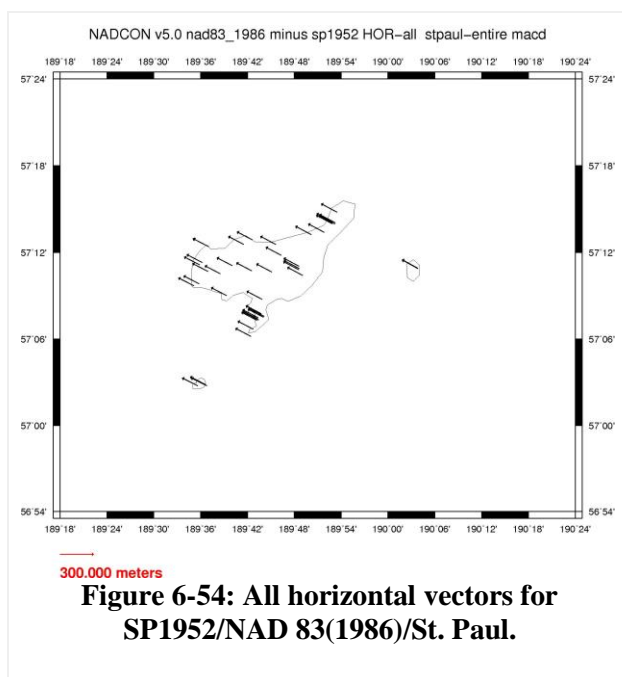 NADCON v5.0 nad83_1986 minus sp1952 HOR-all stpaul-entire macd
189˚18' 189˚24' 189˚30' 189˚36' 189˚42' 189˚48' 189˚54' 190˚00' 190˚06' 190˚12' 190˚18' 190˚24'
57˚24' 57˚24'
57˚18' 57˚18'
57˚12' 57˚12'
57˚06' 57˚06'
57˚00' 57˚00'
56˚54' 56˚54'
189˚18' 189˚24' 189˚30' 189˚36' 189˚42' 189˚48' 189˚54' 190˚00' 190˚06' 190˚12' 190˚18' 190˚24'
300.000 meters
Figure 6-54: All horizontal vectors for
SP1952/NAD 83(1986)/St. Paul.